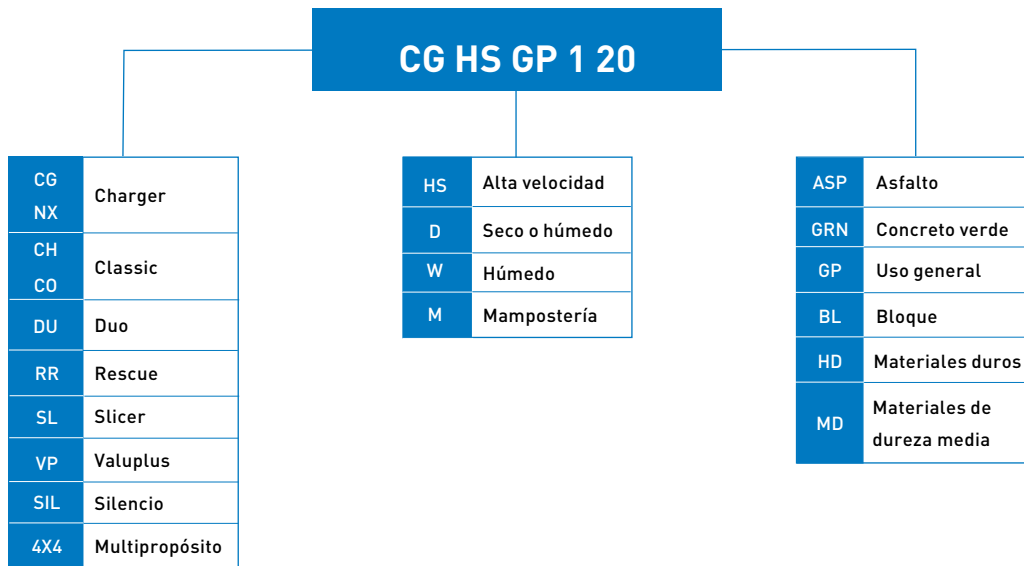 CG HS GP 1 20
CG
NX
Charger
CH
CO
Classic
DU Duo
RR Rescue
SL Slicer
VP Valuplus
SIL Silencio
4X4 Multipropósito
HS Alta velocidad
D Seco o húmedo
W Húmedo
M Mampostería
ASP Asfalto
GRN Concreto verde
GP Uso general
BL Bloque
HD Materiales duros
MD
Materiales de
dureza media